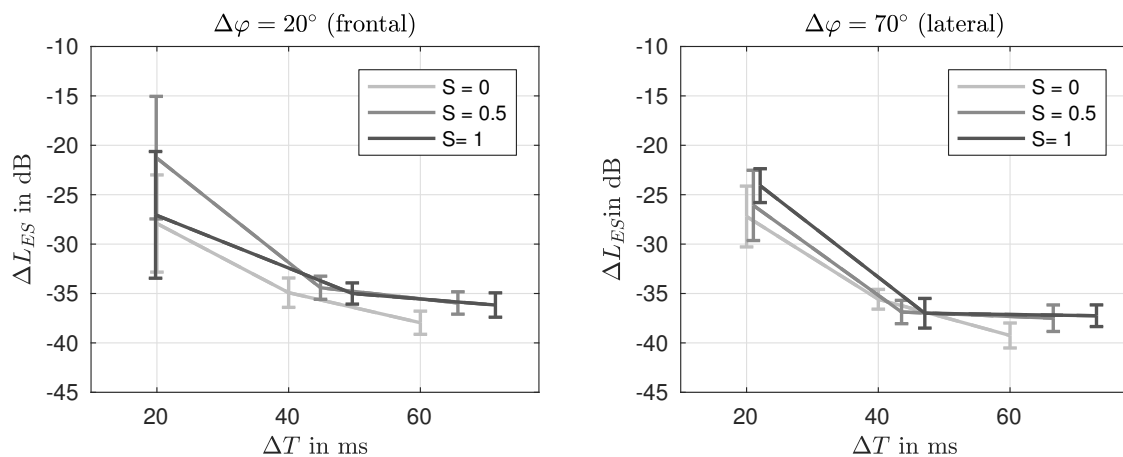 Δφ = 20° (frontal)
-10
-15
-20
-25
-30
-35
-40
-45
ΔL_ES in dB
20
40
60
ΔT in ms
S = 0
S = 0.5
S= 1
Δφ = 70° (lateral)
-10
-15
-20
-25
-30
-35
-40
-45
ΔL_ESin dB
20
40
60
ΔT in ms
S = 0
S = 0.5
S= 1